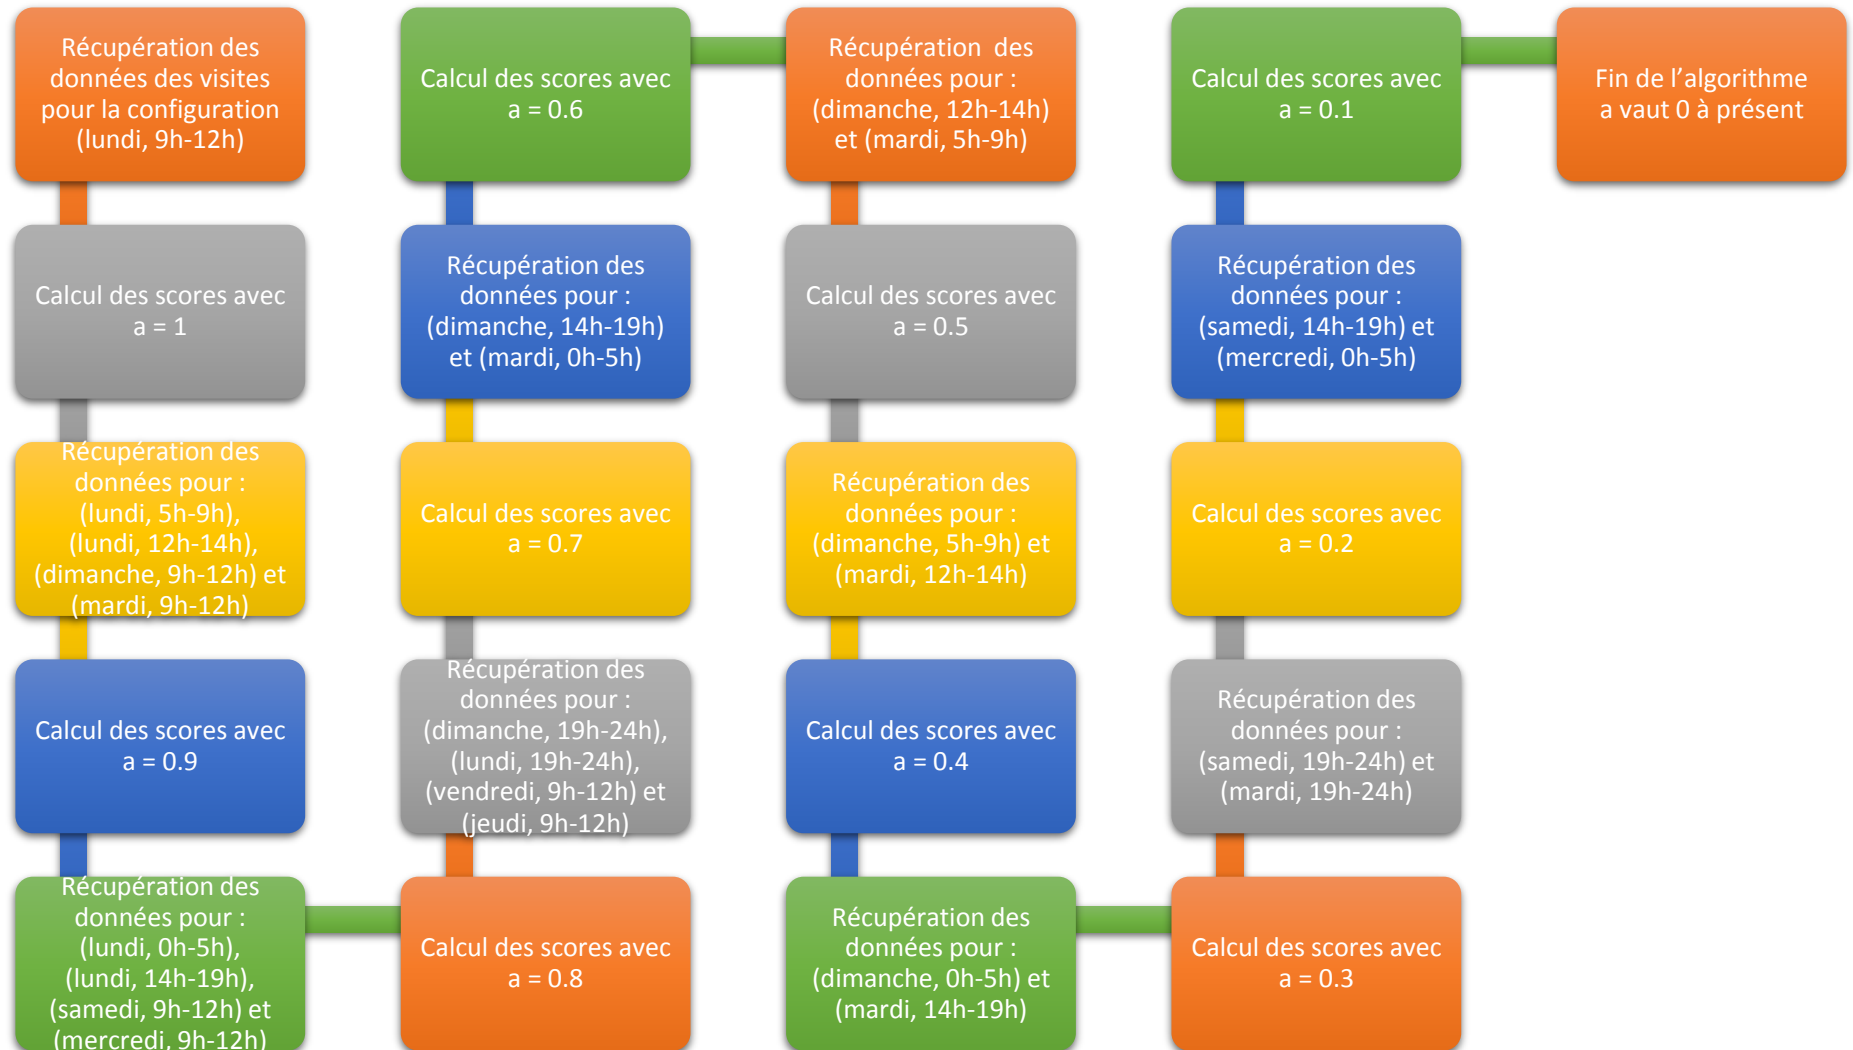 Récupération des
données des visites
pour la configuration
(lundi, 9h-12h)
Calcul des scores avec
a = 1
Récupération des
données pour :
(lundi, 5h-9h),
(lundi, 12h-14h),
(dimanche, 9h-12h) et
(mardi, 9h-12h)
Calcul des scores avec
a = 0.9
Récupération des
données pour :
(lundi, 0h-5h),
(lundi, 14h-19h),
(samedi, 9h-12h) et
(mercredi, 9h-12h)
Calcul des scores avec
a = 0.8
Récupération des
données pour :
(dimanche, 19h-24h),
(lundi, 19h-24h),
(vendredi, 9h-12h) et
(jeudi, 9h-12h)
Calcul des scores avec
a = 0.7
Récupération des
données pour :
(dimanche, 14h-19h)
et (mardi, 0h-5h)
Calcul des scores avec
a = 0.6
Récupération des
données pour :
(dimanche, 12h-14h)
et (mardi, 5h-9h)
Calcul des scores avec
a = 0.5
Récupération des
données pour :
(dimanche, 5h-9h) et
(mardi, 12h-14h)
Calcul des scores avec
a = 0.4
Récupération des
données pour :
(dimanche, 0h-5h) et
(mardi, 14h-19h)
Calcul des scores avec
a = 0.3
Récupération des
données pour :
(samedi, 19h-24h) et
(mardi, 19h-24h)
Calcul des scores avec
a = 0.2
Récupération des
données pour :
(samedi, 14h-19h) et
(mercredi, 0h-5h)
Calcul des scores avec
a = 0.1
Fin de l’algorithme
a vaut 0 à présent